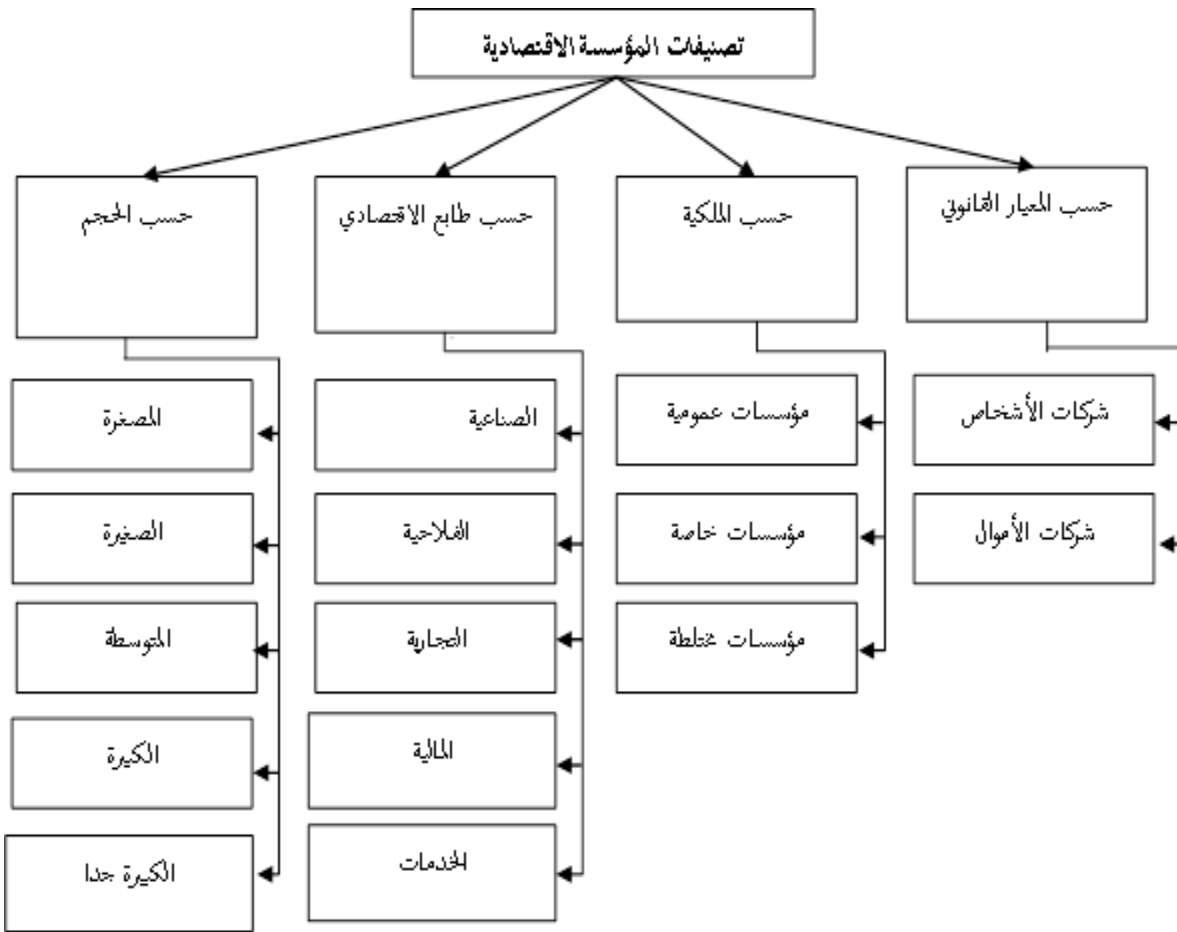 تصنيفات المؤسسة الاقتصادية
حسب المعيار القانوني
شركات الأشخاص
شركات الأموال
حسب الملكية
مؤسسات عمومية
مؤسسات خاصة
مؤسسات مختلطة
حسب طابع الاقتصادي
الصناعية
الفلاحية
التجارية
المالية
الخدمات
حسب الحجم
المصغرة
الصغيرة
المتوسطة
الكبيرة
الكبيرة جدا